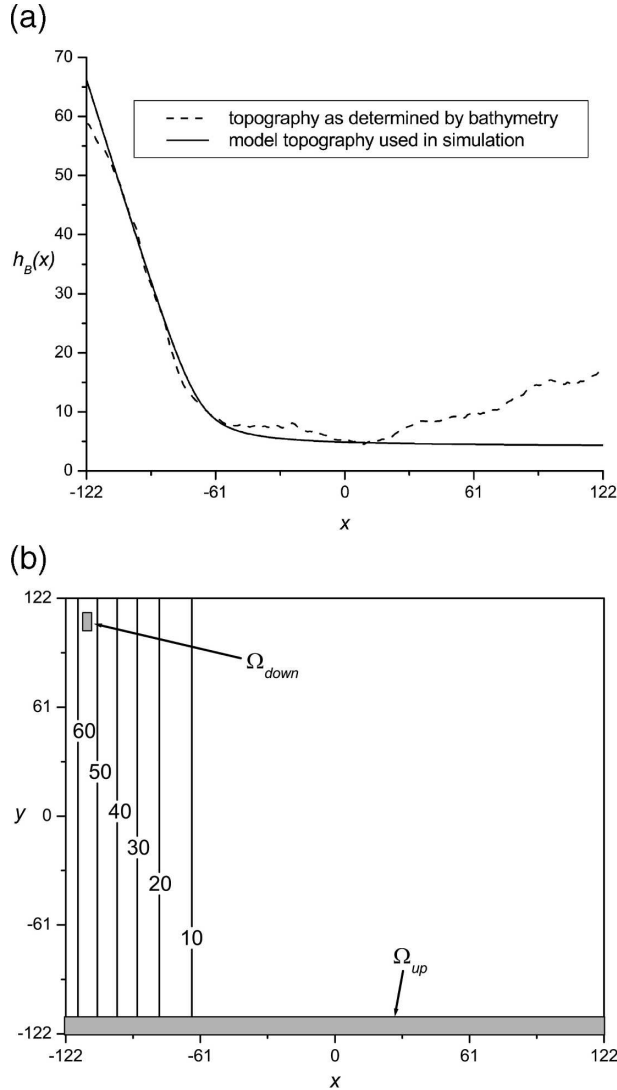 (a)
70
60
50
40
30
20
10
0
h_B(x)
topography as determined by bathymetry
model topography used in simulation
-122
-61
0
61
122
x
(b)
122
61
0
-61
-122
y
Ω_down
60
50
40
30
20
10
Ω_up
-122
-61
0
61
122
x